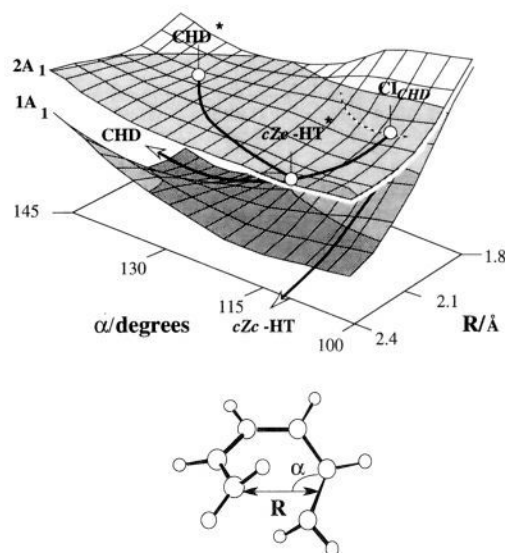 CHD*
2A1
1A1
CHD
cZc-HT*
CICHD
145
130
115
100
1.8
2.1
2.4
α/degrees
R/Å
cZc-HT
α
R